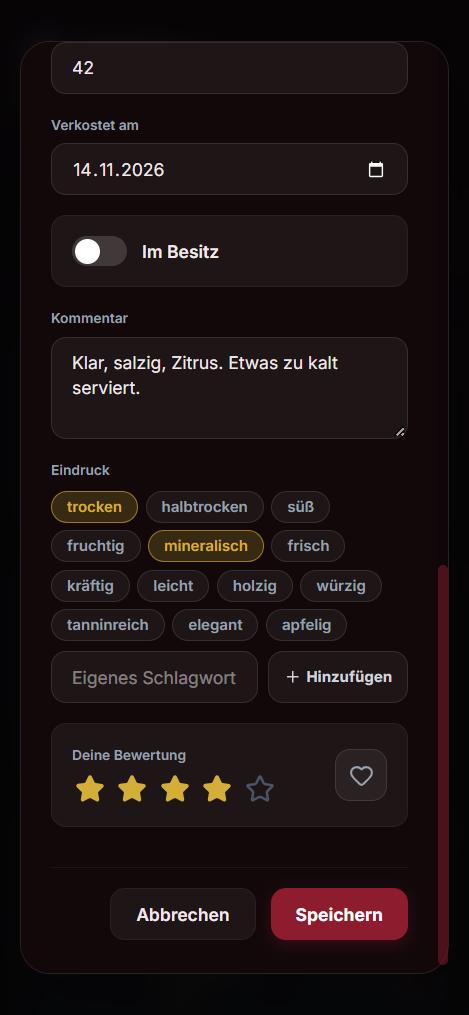 42
Verkostet am
14.11.2026
Im Besitz
Kommentar
Klar, salzig, Zitrus. Etwas zu kalt
serviert.
Eindruck
trocken halbtrocken süß
fruchtig mineralisch frisch
kräftig leicht holzig würzig
tanninreich elegant apfelig
Eigenes Schlagwort + Hinzufügen
Deine Bewertung
Abbrechen Speichern